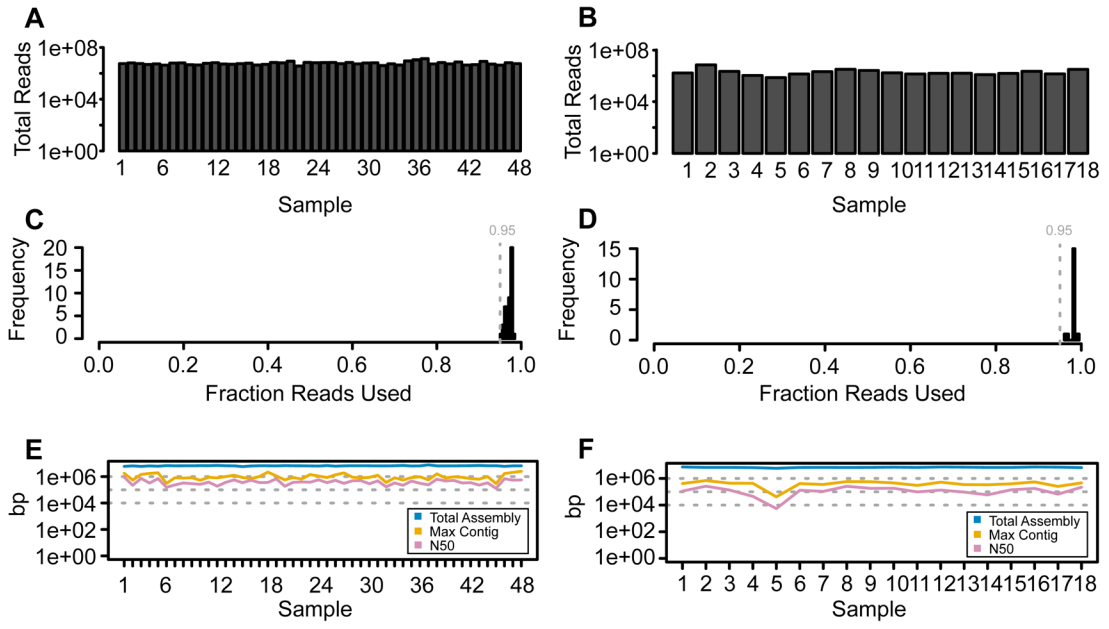 A
Total Reads
1e+08
1e+04
1e+00
1 6 12 18 24 30 36 42 48
Sample
B
Total Reads
1e+08
1e+04
1e+00
1 2 3 4 5 6 7 8 9 10 11 12 13 14 15 16 17 18
Sample
C
0.95
Frequency
20
15
10
5
0
0.0 0.2 0.4 0.6 0.8 1.0
Fraction Reads Used
D
0.95
Frequency
15
10
5
0
0.0 0.2 0.4 0.6 0.8 1.0
Fraction Reads Used
E
bp
1e+06
1e+04
1e+02
1e+00
Total Assembly
Max Contig
N50
1 6 12 18 24 30 36 42 48
Sample
F
bp
1e+06
1e+04
1e+02
1e+00
Total Assembly
Max Contig
N50
1 2 3 4 5 6 7 8 9 10 11 12 13 14 15 16 17 18
Sample